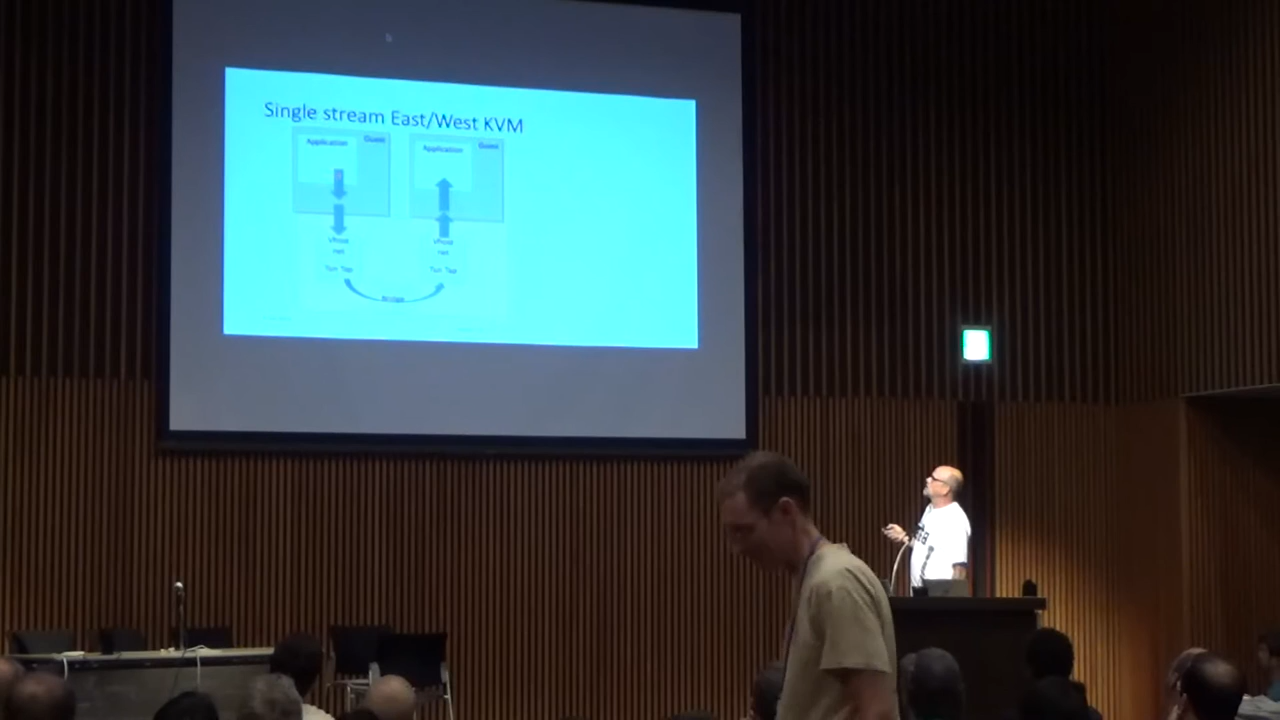 Single stream East/West KVM
Application Guest Application Guest
Vhost Vhost
net net
Tun Tap Tun Tap
Bridge